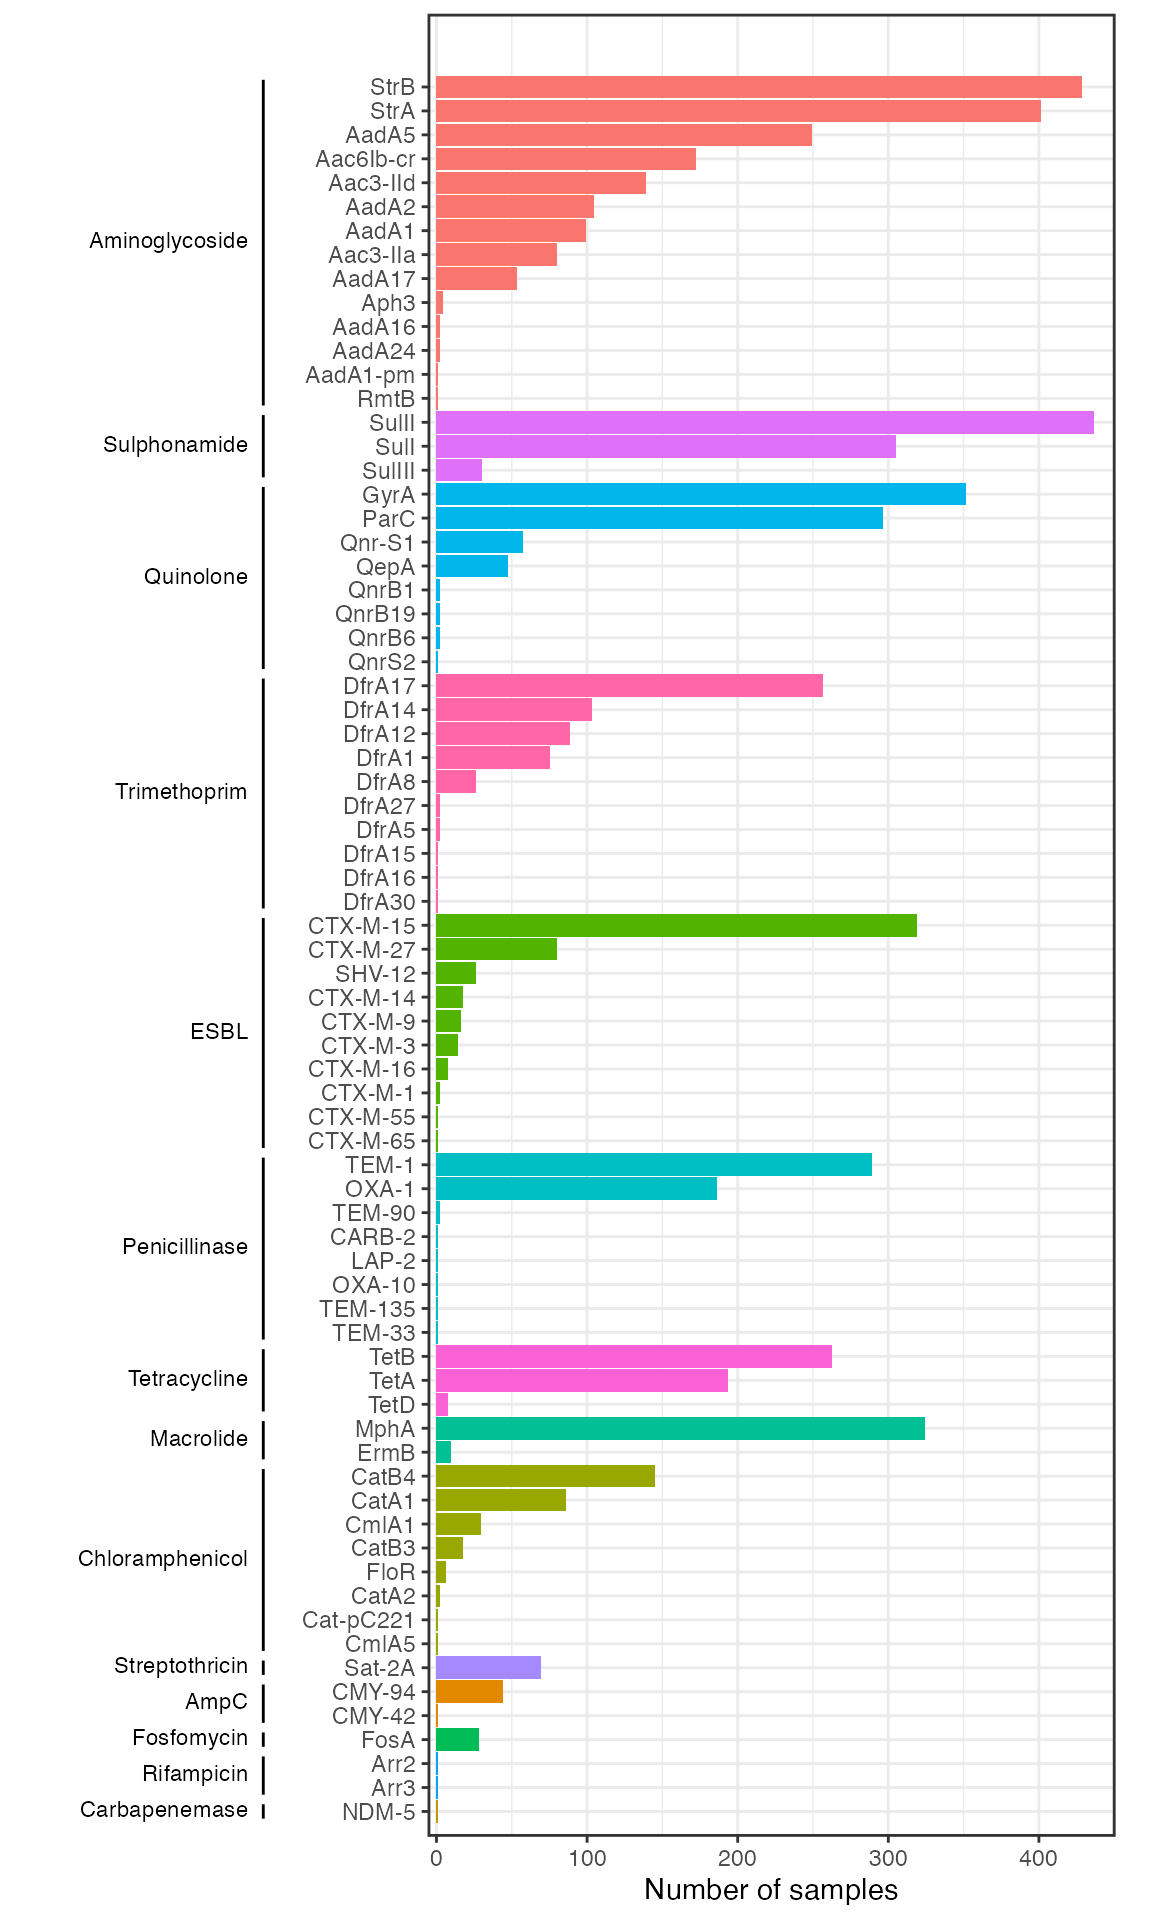 StrB
StrA
AadA5
Aac6Ib-cr
Aac3-IId
AadA2
Aminoglycoside
AadA1
Aac3-IIa
AadA17
Aph3
AadA16
AadA24
AadA1-pm
RmtB
SulII
Sulphonamide
SulI
SulIII
GyrA
ParC
Qnr-S1
Quinolone
QepA
QnrB1
QnrB19
QnrB6
QnrS2
DfrA17
DfrA14
DfrA12
DfrA1
Trimethoprim
DfrA8
DfrA27
DfrA5
DfrA15
DfrA16
DfrA30
CTX-M-15
CTX-M-27
SHV-12
CTX-M-14
ESBL
CTX-M-9
CTX-M-3
CTX-M-16
CTX-M-1
CTX-M-55
CTX-M-65
TEM-1
OXA-1
TEM-90
Penicillinase
CARB-2
LAP-2
OXA-10
TEM-135
TEM-33
TetB
Tetracycline
TetA
TetD
Macrolide
MphA
ErmB
CatB4
CatA1
CmlA1
Chloramphenicol
CatB3
FloR
CatA2
Cat-pC221
CmlA5
Streptothricin
Sat-2A
AmpC
CMY-94
CMY-42
Fosfomycin
FosA
Rifampicin
Arr2
Arr3
Carbapenemase
NDM-5
0 100 200 300 400
Number of samples